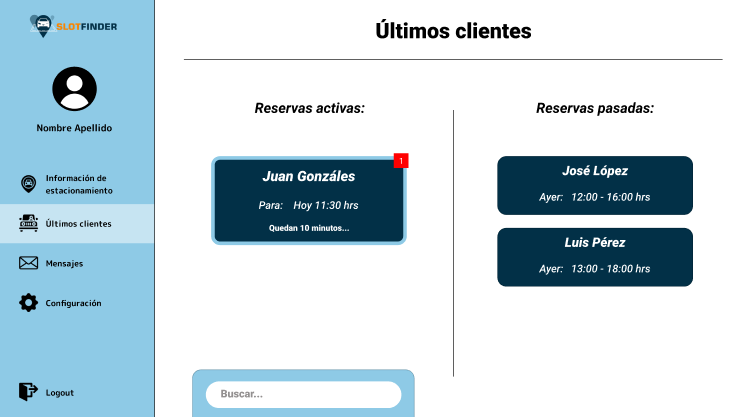 SLOTFINDER
Nombre Apellido
Información de
estacionamiento
Últimos clientes
Mensajes
Configuración
Logout
Últimos clientes
Reservas activas:
1
Juan Gonzáles
Para: Hoy 11:30 hrs
Quedan 10 minutos...
Buscar...
Reservas pasadas:
José López
Ayer: 12:00 - 16:00 hrs
Luis Pérez
Ayer: 13:00 - 18:00 hrs